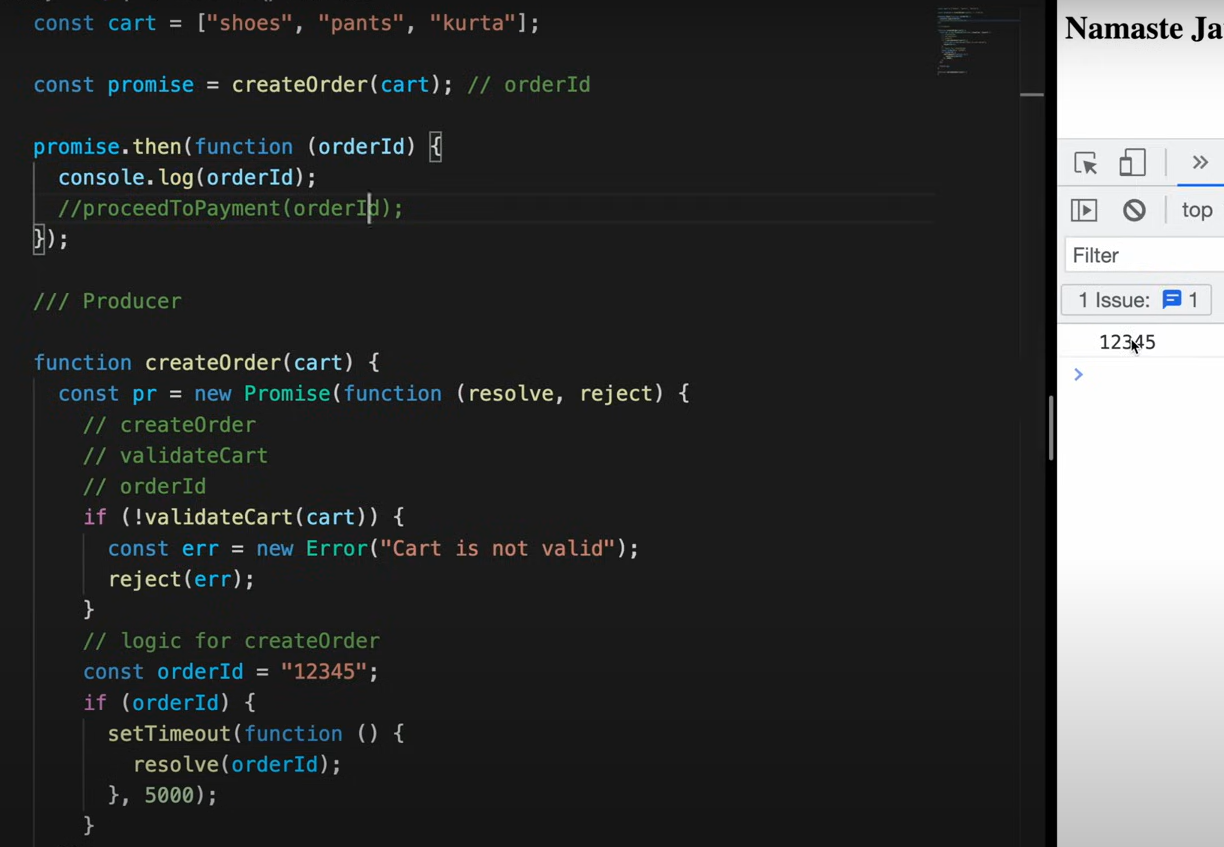 const cart = ["shoes", "pants", "kurta"];
const promise = createOrder(cart); // orderId
promise.then(function (orderId) {
console.log(orderId);
//proceedToPayment(orderId);
});
/// Producer
function createOrder(cart) {
const pr = new Promise(function (resolve, reject) {
// createOrder
// validateCart
// orderId
if (!validateCart(cart)) {
const err = new Error("Cart is not valid");
reject(err);
}
// logic for createOrder
const orderId = "12345";
if (orderId) {
setTimeout(function () {
resolve(orderId);
}, 5000);
}
Namaste Ja
top
Filter
1 Issue: 1
12345